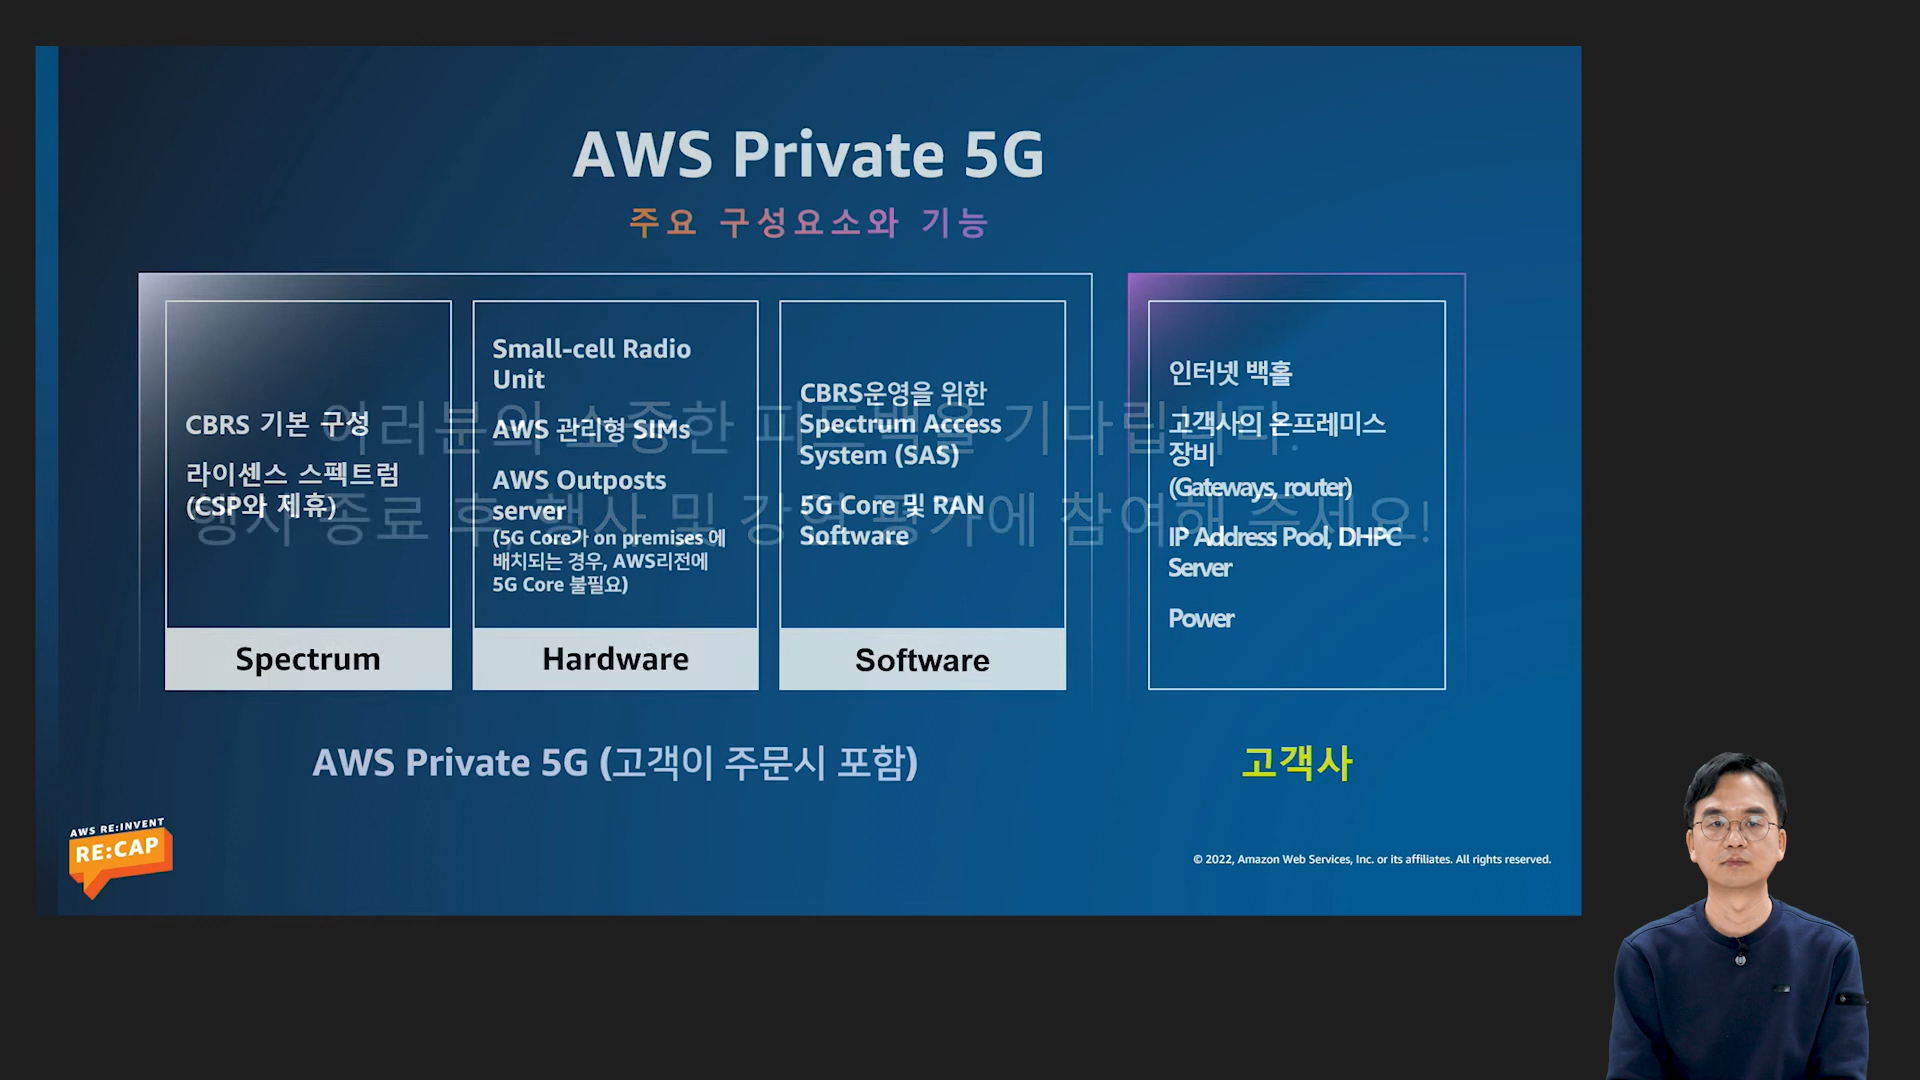 AWS Private 5G
주요 구성요소와 기능
CBRS 기본 구성
라이센스 스펙트럼
(CSP와 제휴)
Spectrum
Small-cell Radio
Unit
AWS 관리형 SIMs
AWS Outposts
server
(5G Core가 on premises 에
배치되는 경우, AWS리전에
5G Core 불필요)
Hardware
CBRS운영을 위한
Spectrum Access
System (SAS)
5G Core 및 RAN
Software
Software
인터넷 백홀
고객사의 온프레미스
장비
(Gateways, router)
IP Address Pool, DHPC
Server
Power
여러분의 소중한 피드백을 기다립니다.
행사 종료 후, 행사 및 강연 평가에 참여해 주세요!
AWS Private 5G (고객이 주문시 포함)
고객사
AWS RE:INVENT
RE:CAP
© 2022, Amazon Web Services, Inc. or its affiliates. All rights reserved.